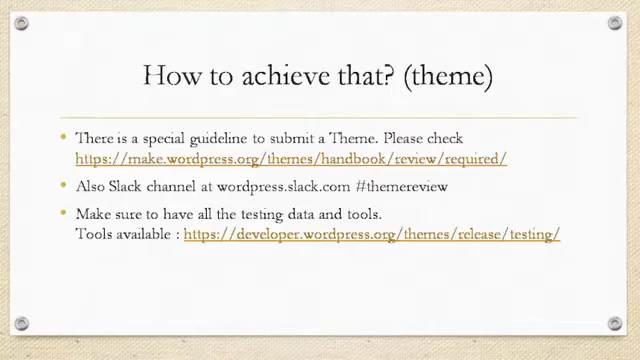 How to achieve that? (theme)
• There is a special guideline to submit a Theme. Please check
https://make.wordpress.org/themes/handbook/review/required/
• Also Slack channel at wordpress.slack.com #themereview
• Make sure to have all the testing data and tools.
Tools available : https://developer.wordpress.org/themes/release/testing/